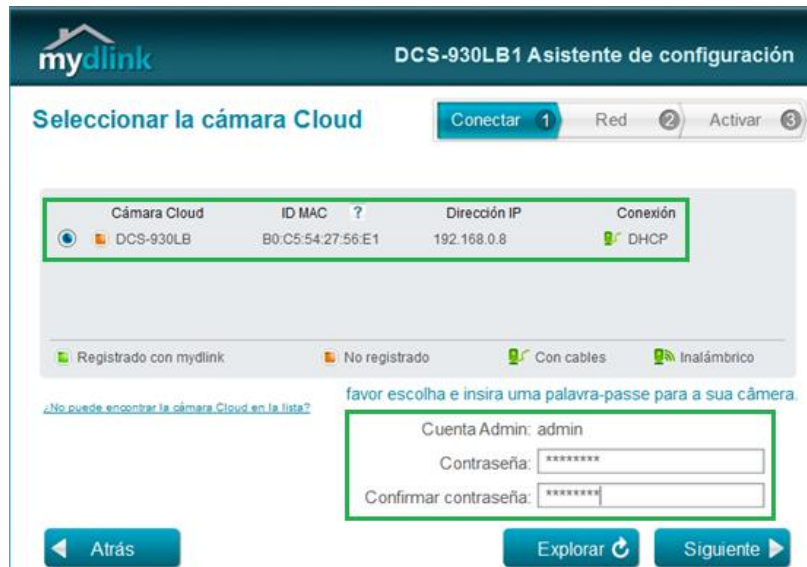 mydlink
DCS-930LB1 Asistente de configuración
Seleccionar la cámara Cloud
Conectar 1 Red 2 Activar 3
Cámara Cloud ID MAC ? Dirección IP Conexión
DCS-930LB B0:C5:54:27:56:E1 192.168.0.8 DHCP
Registrado con mydlink No registrado Con cables Inalámbrico
¿No puede encontrar la cámara Cloud en la lista?
favor escolha e insira uma palavra-passe para a sua câmera.
Cuenta Admin: admin
Contraseña: ********
Confirmar contraseña: ********
Atrás Explorar Siguiente